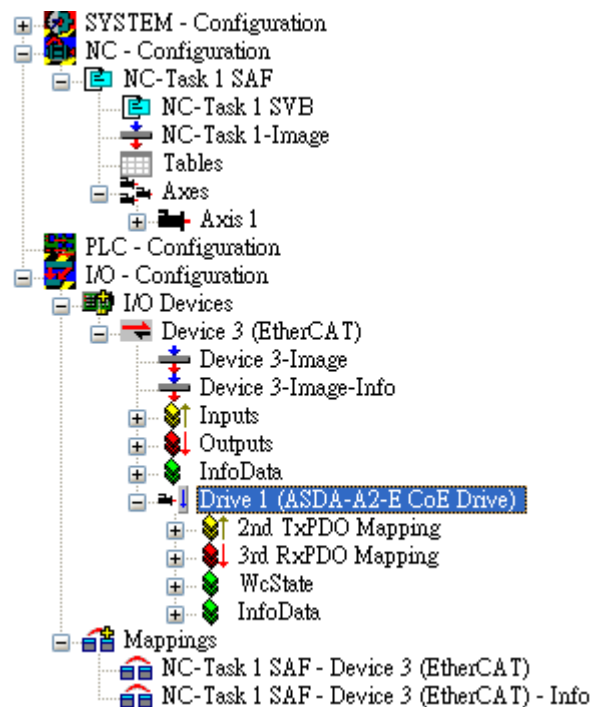 SYSTEM - Configuration
NC - Configuration
NC-Task 1 SAF
NC-Task 1 SVB
NC-Task 1-Image
Tables
Axes
Axis 1
PLC - Configuration
I/O - Configuration
I/O Devices
Device 3 (EtherCAT)
Device 3-Image
Device 3-Image-Info
Inputs
Outputs
InfoData
Drive 1 (ASDA-A2-E CoE Drive)
2nd TxPDO Mapping
3rd RxPDO Mapping
WcState
InfoData
Mappings
NC-Task 1 SAF - Device 3 (EtherCAT)
NC-Task 1 SAF - Device 3 (EtherCAT) - Info